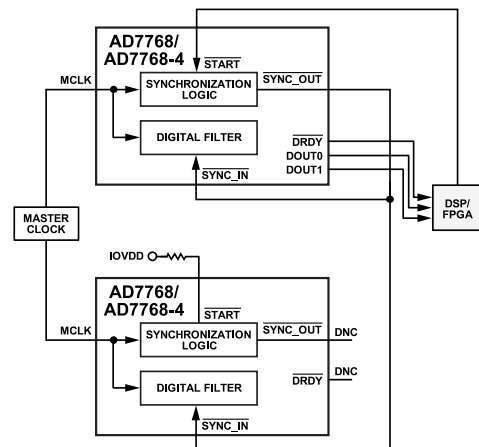 AD7768/
AD7768-4
MCLK
START
SYNCHRONIZATION
LOGIC
SYNC_OUT
DIGITAL FILTER
DRDY
DOUT0
DOUT1
SYNC_IN
MASTER
CLOCK
DSP/
FPGA
IOVDD
AD7768/
AD7768-4
START
MCLK
SYNCHRONIZATION
LOGIC
SYNC_OUT
DNC
DIGITAL FILTER
DRDY
DNC
SYNC_IN